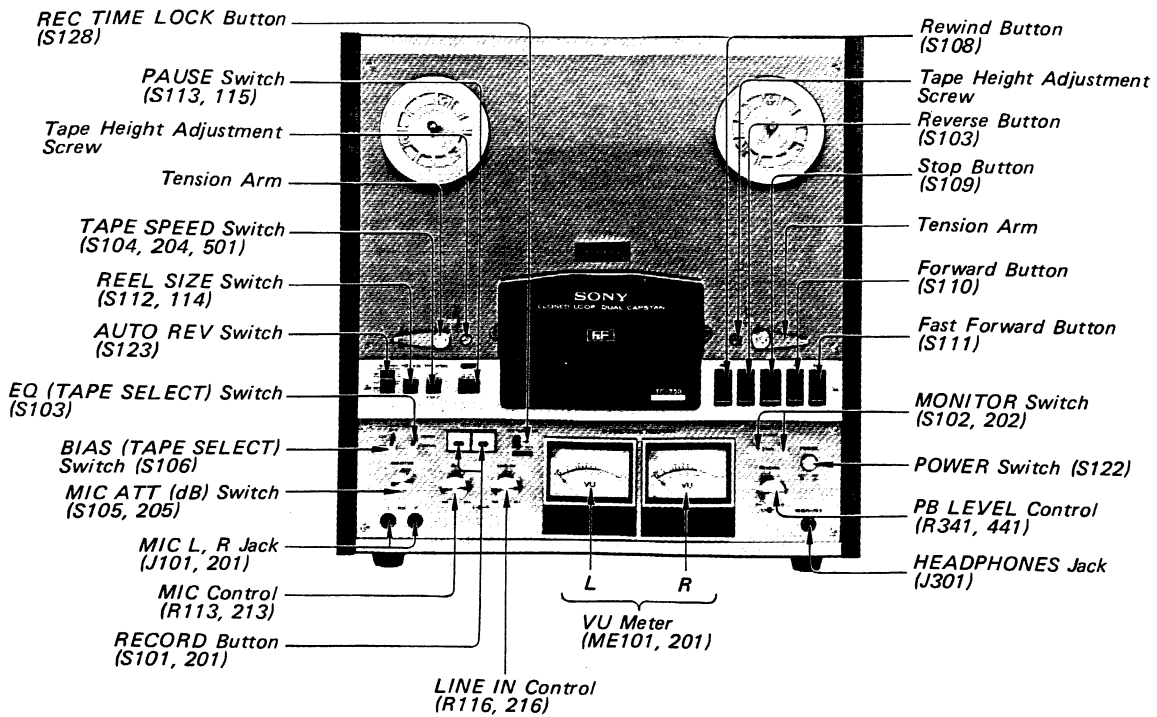 REC TIME LOCK Button
(S128)
PAUSE Switch
(S113, 115)
Tape Height Adjustment
Screw
Tension Arm
TAPE SPEED Switch
(S104, 204, 501)
REEL SIZE Switch
(S112, 114)
AUTO REV Switch
(S123)
EQ (TAPE SELECT) Switch
(S103)
BIAS (TAPE SELECT)
Switch (S106)
MIC ATT (dB) Switch
(S105, 205)
MIC L, R Jack
(J101, 201)
MIC Control
(R113, 213)
RECORD Button
(S101, 201)
LINE IN Control
(R116, 216)
SONY
CLOSED LOOP DUAL CAPSTAN
VU
VU
L
R
VU Meter
(ME101, 201)
Rewind Button
(S108)
Tape Height Adjustment
Screw
Reverse Button
(S103)
Stop Button
(S109)
Tension Arm
Forward Button
(S110)
Fast Forward Button
(S111)
MONITOR Switch
(S102, 202)
POWER Switch (S122)
PB LEVEL Control
(R341, 441)
HEADPHONES Jack
(J301)